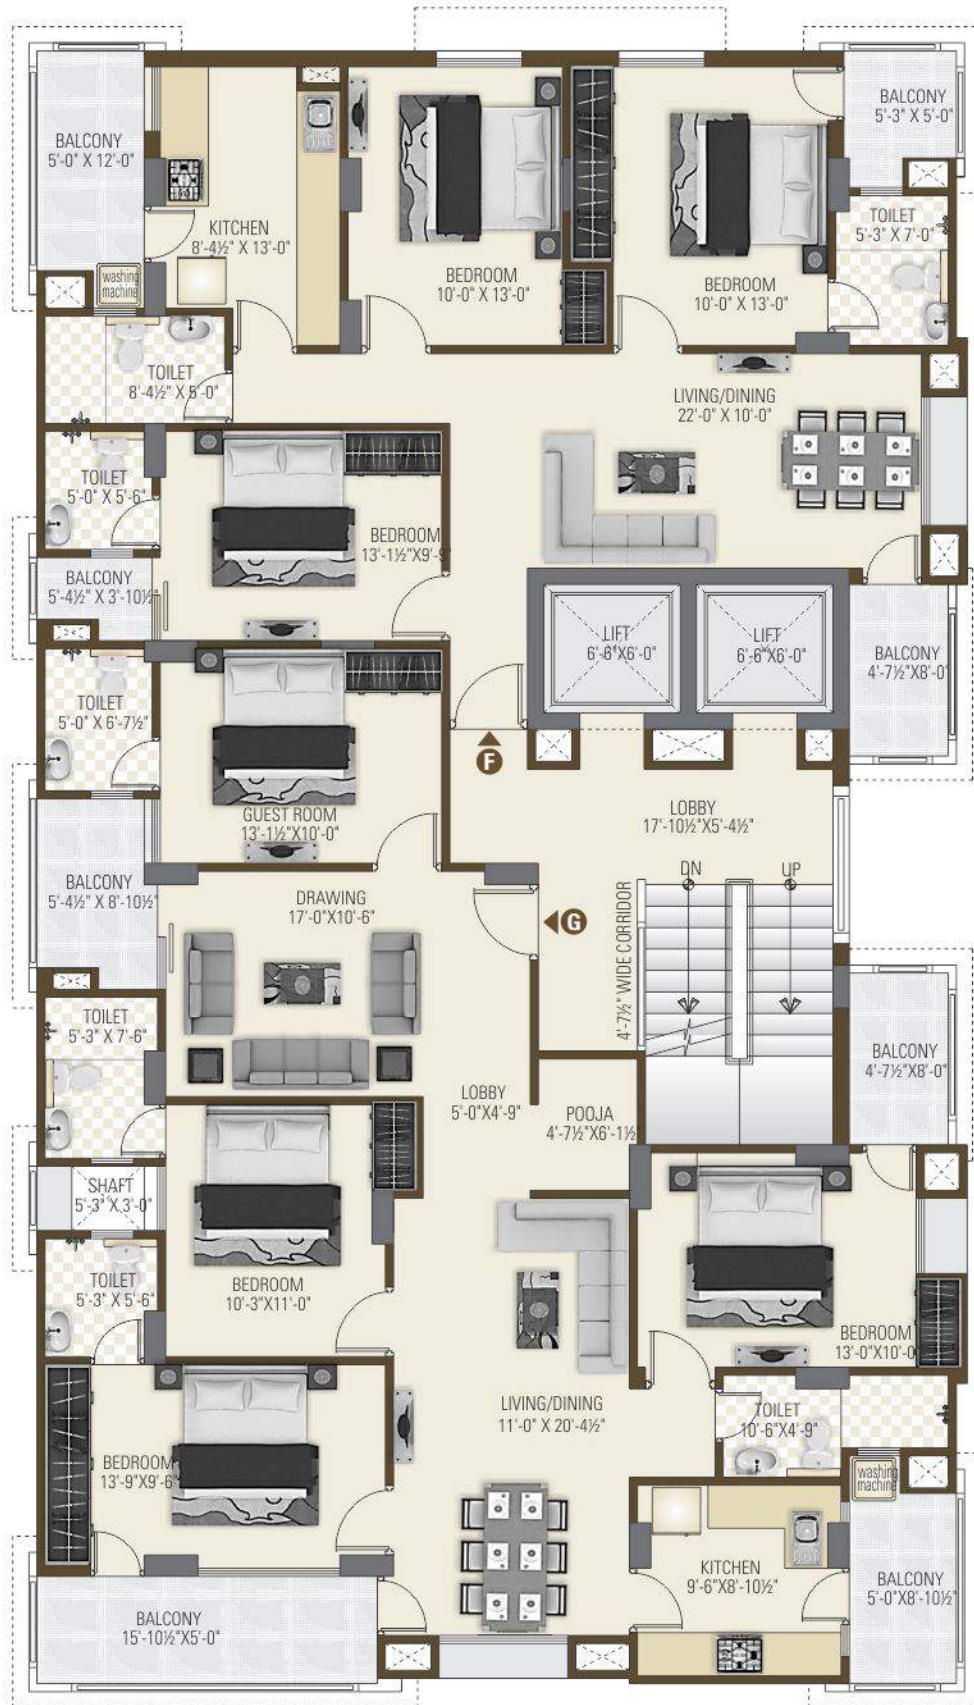 BALCONY
5'-0" X 12'-0"
KITCHEN
8'-4½" X 13'-0"
washing
machine
BEDROOM
10'-0" X 13'-0"
BEDROOM
10'-0" X 13'-0"
BALCONY
5'-3" X 5'-0"
TOILET
5'-3" X 7'-0"
TOILET
8'-4½" X 5'-0"
LIVING/DINING
22'-0" X 10'-0"
TOILET
5'-0" X 5'-6"
BEDROOM
13'-1½"X9'-9
BALCONY
5'-4½" X 3'-10½"
LIFT
6'-6"X6'-0"
LIFT
6'-6"X6'-0"
BALCONY
4'-7½"X8'-0"
TOILET
5'-0" X 6'-7½"
F
GUEST ROOM
13'-1½"X10'-0"
LOBBY
17'-10½"X5'-4½"
BALCONY
5'-4½" X 8'-10½"
DRAWING
17'-0"X10'-6"
G
DN
UP
4'-7½" WIDE CORRIDOR
TOILET
5'-3" X 7'-6"
BALCONY
4'-7½"X8'-0"
LOBBY
5'-0"X4'-9"
POOJA
4'-7½"X6'-1½"
SHAFT
5'-3" X 3'-0"
BEDROOM
10'-3"X11'-0"
TOILET
5'-3" X 5'-6"
BEDROOM
13'-0"X10'-0
LIVING/DINING
11'-0" X 20'-4½"
TOILET
10'-6"X4'-9"
BEDROOM
13'-9"X9'-6"
washing
machine
KITCHEN
9'-6"X8'-10½"
BALCONY
5'-0"X8'-10½"
BALCONY
15'-10½"X5'-0"